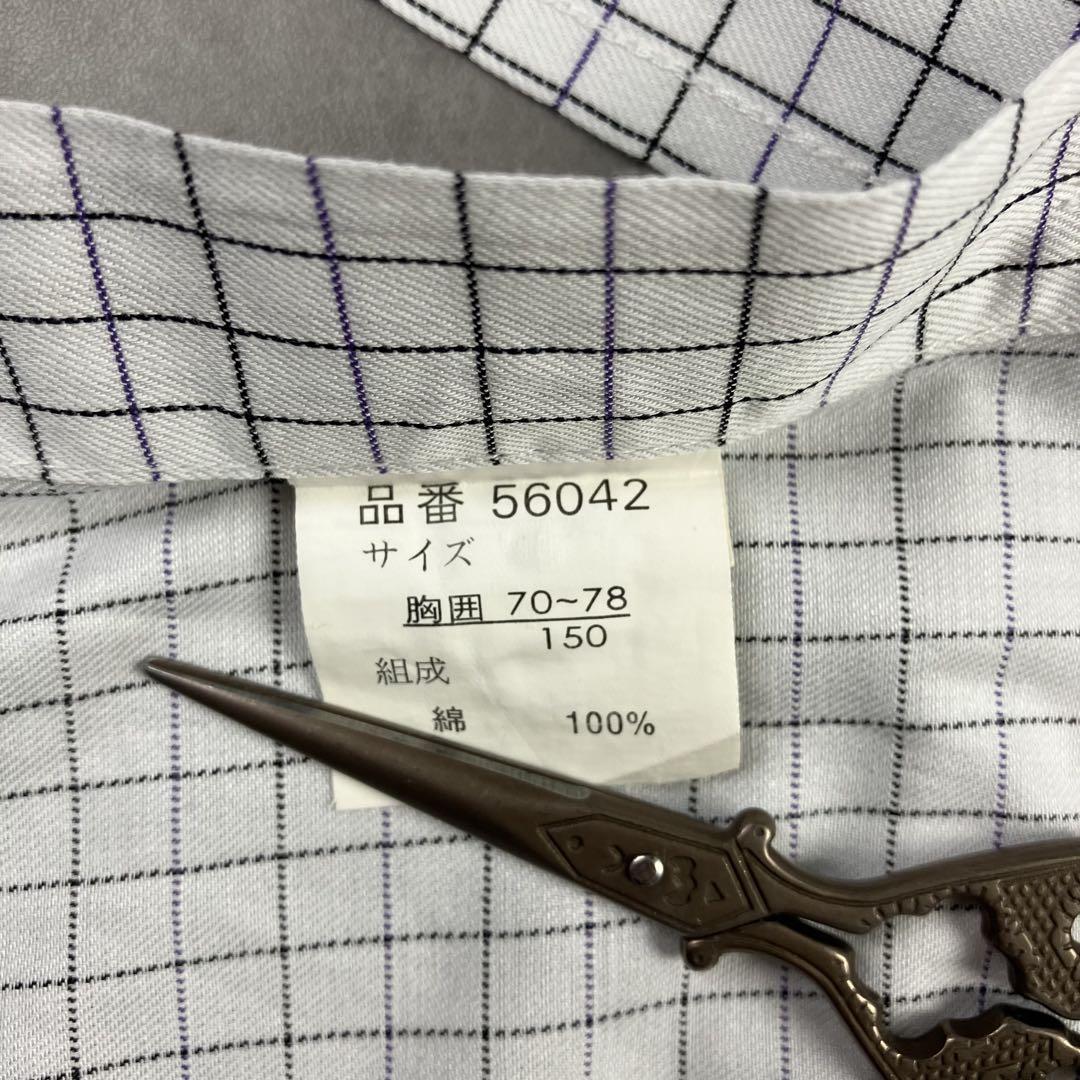 品番 56042
サイズ
胸囲 70~78
150
組成
綿 100%